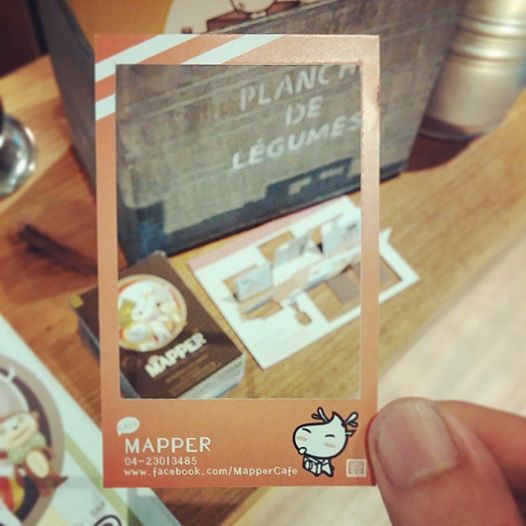 PLANCH
DE
LÉGUMES
MAPPER
CAFE
MAPPER
04-23013485
www.facebook.com/MapperCafe